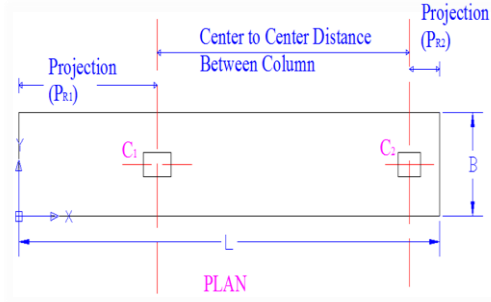 Projection
(PR2)
Center to Center Distance
Between Column
Projection
(PR1)
C1
C2
Y
X
B
L
PLAN